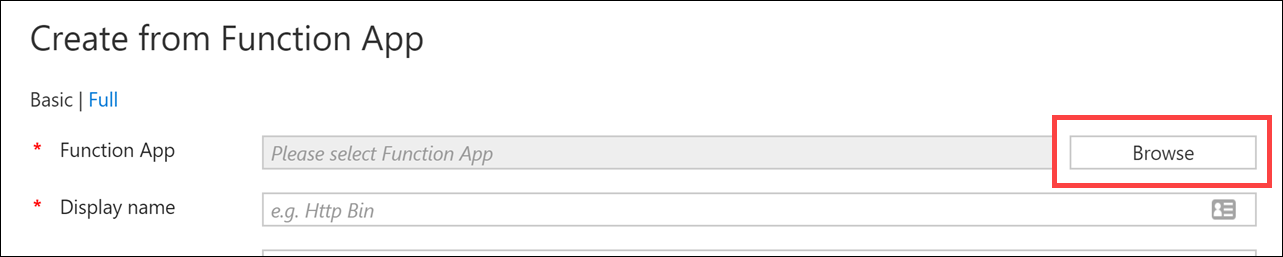 Create from Function App
Basic | Full
* Function App Please select Function App Browse
* Display name e.g. Http Bin